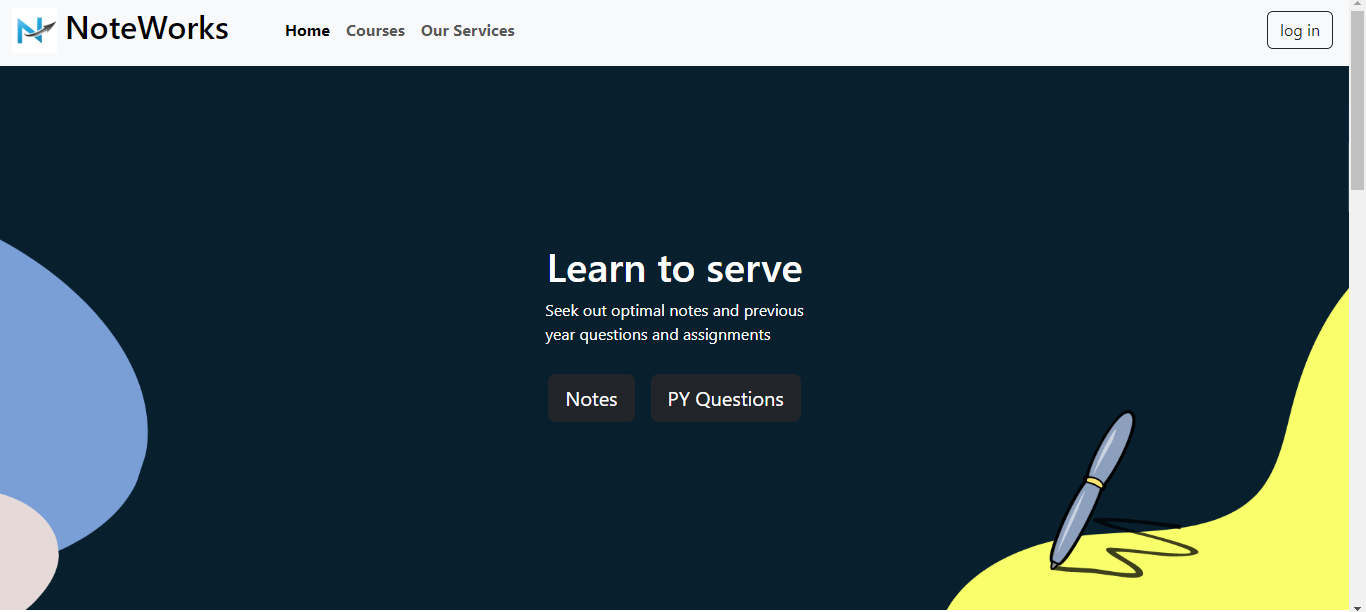 NoteWorks Home Courses Our Services log in
Learn to serve
Seek out optimal notes and previous
year questions and assignments
Notes PY Questions